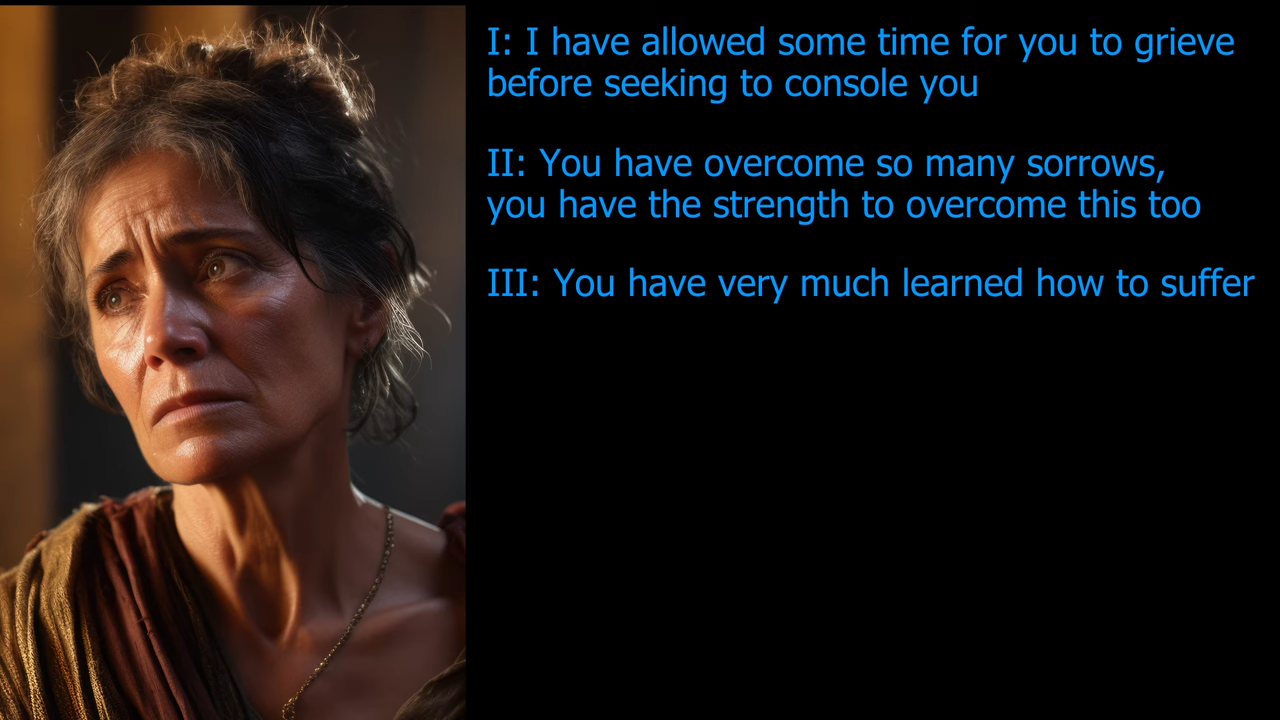 I: I have allowed some time for you to grieve
before seeking to console you
II: You have overcome so many sorrows,
you have the strength to overcome this too
III: You have very much learned how to suffer